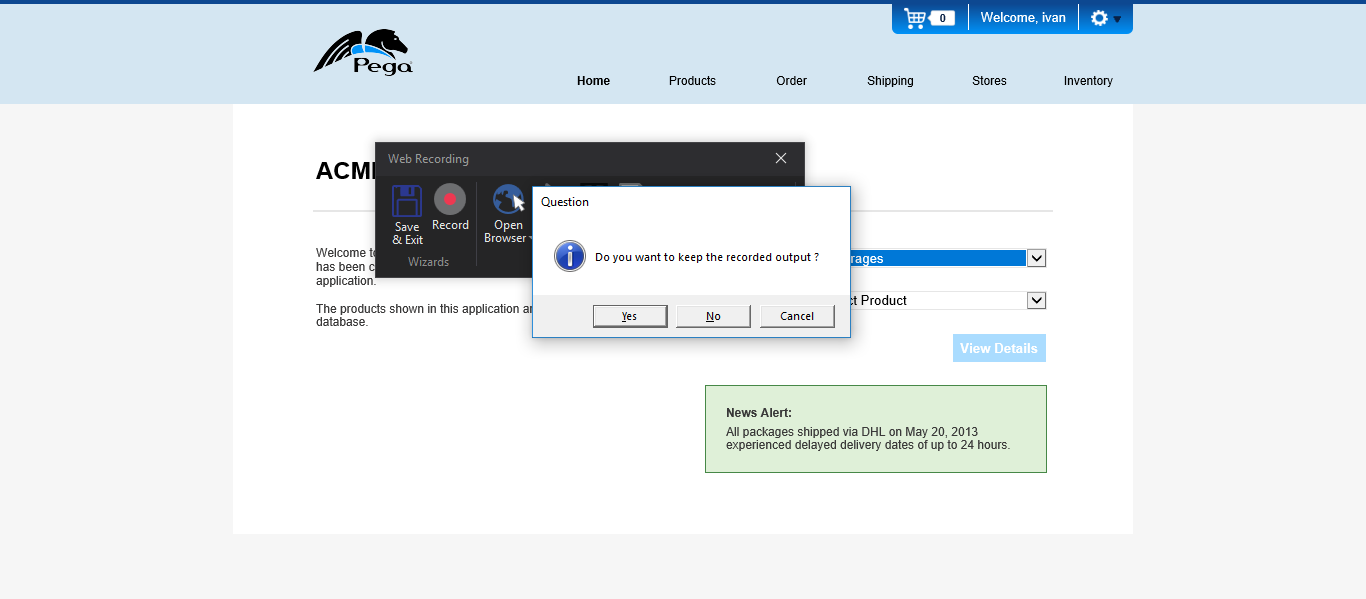 0
Welcome, ivan
Pega
Home
Products
Order
Shipping
Stores
Inventory
ACM
Web Recording
Save
& Exit
Record
Open
Browser
Wizards
Question
Do you want to keep the recorded output ?
Yes
No
Cancel
Welcome
has been
application.
The products shown in this application
database.
Product
View Details
News Alert:
All packages shipped via DHL on May 20, 2013
experienced delayed delivery dates of up to 24 hours.